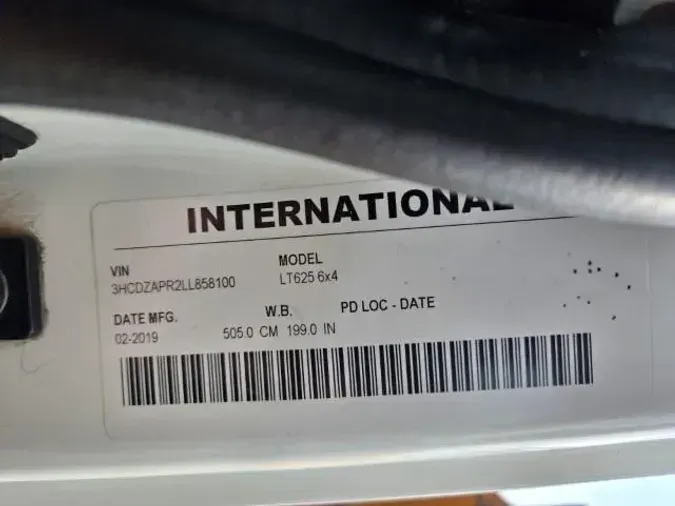 INTERNATIONAL
VIN MODEL
3HCDZAPR2LL858100 LT625 6x4
DATE MFG. W.B. PD LOC - DATE
02-2019 505.0 CM 199.0 IN